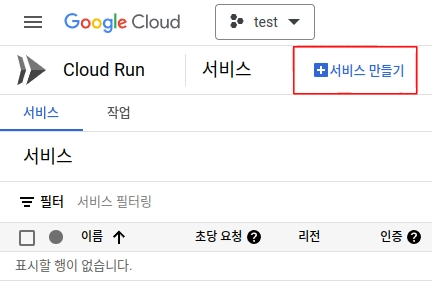 Google Cloud test
Cloud Run 서비스 서비스 만들기
서비스 작업
서비스
필터 서비스 필터링
이름 초당 요청 리전 인증
표시할 행이 없습니다.